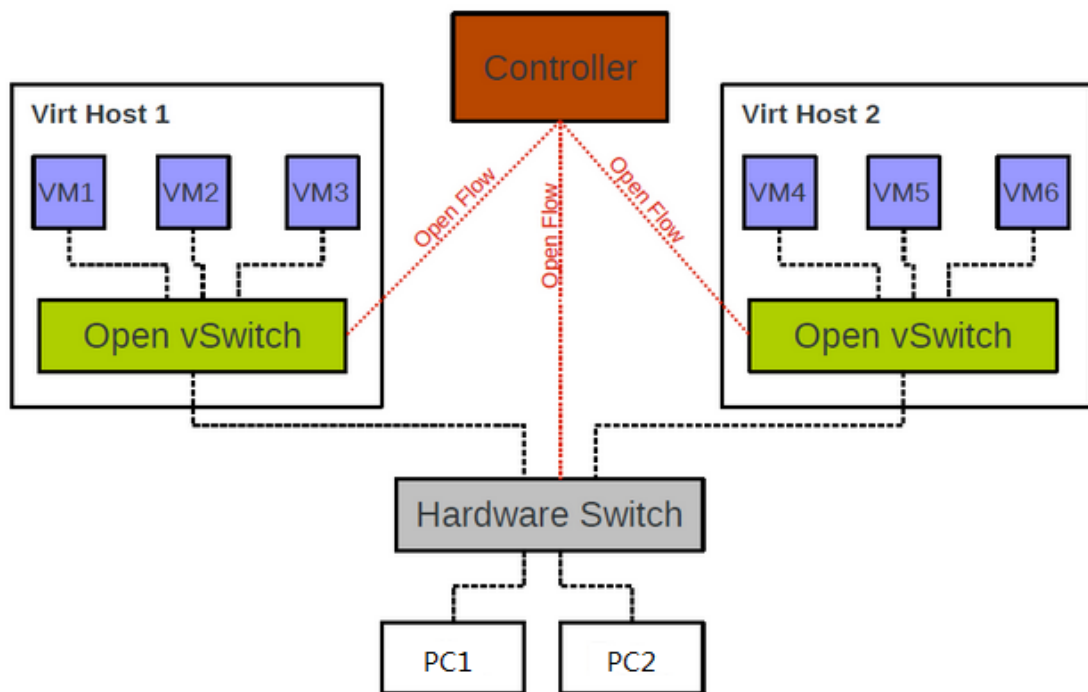 Controller
Virt Host 1
Virt Host 2
VM1
VM2
VM3
VM4
VM5
VM6
Open Flow
Open Flow
Open Flow
Open vSwitch
Open vSwitch
Hardware Switch
PC1
PC2